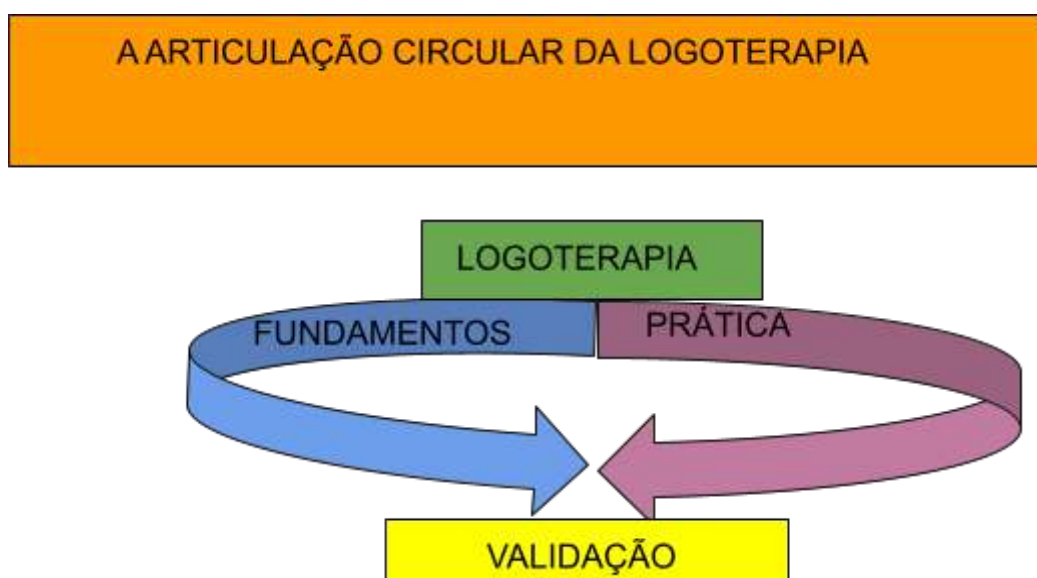 A ARTICULAÇÃO CIRCULAR DA LOGOTERAPIA
LOGOTERAPIA
FUNDAMENTOS
PRÁTICA
VALIDAÇÃO